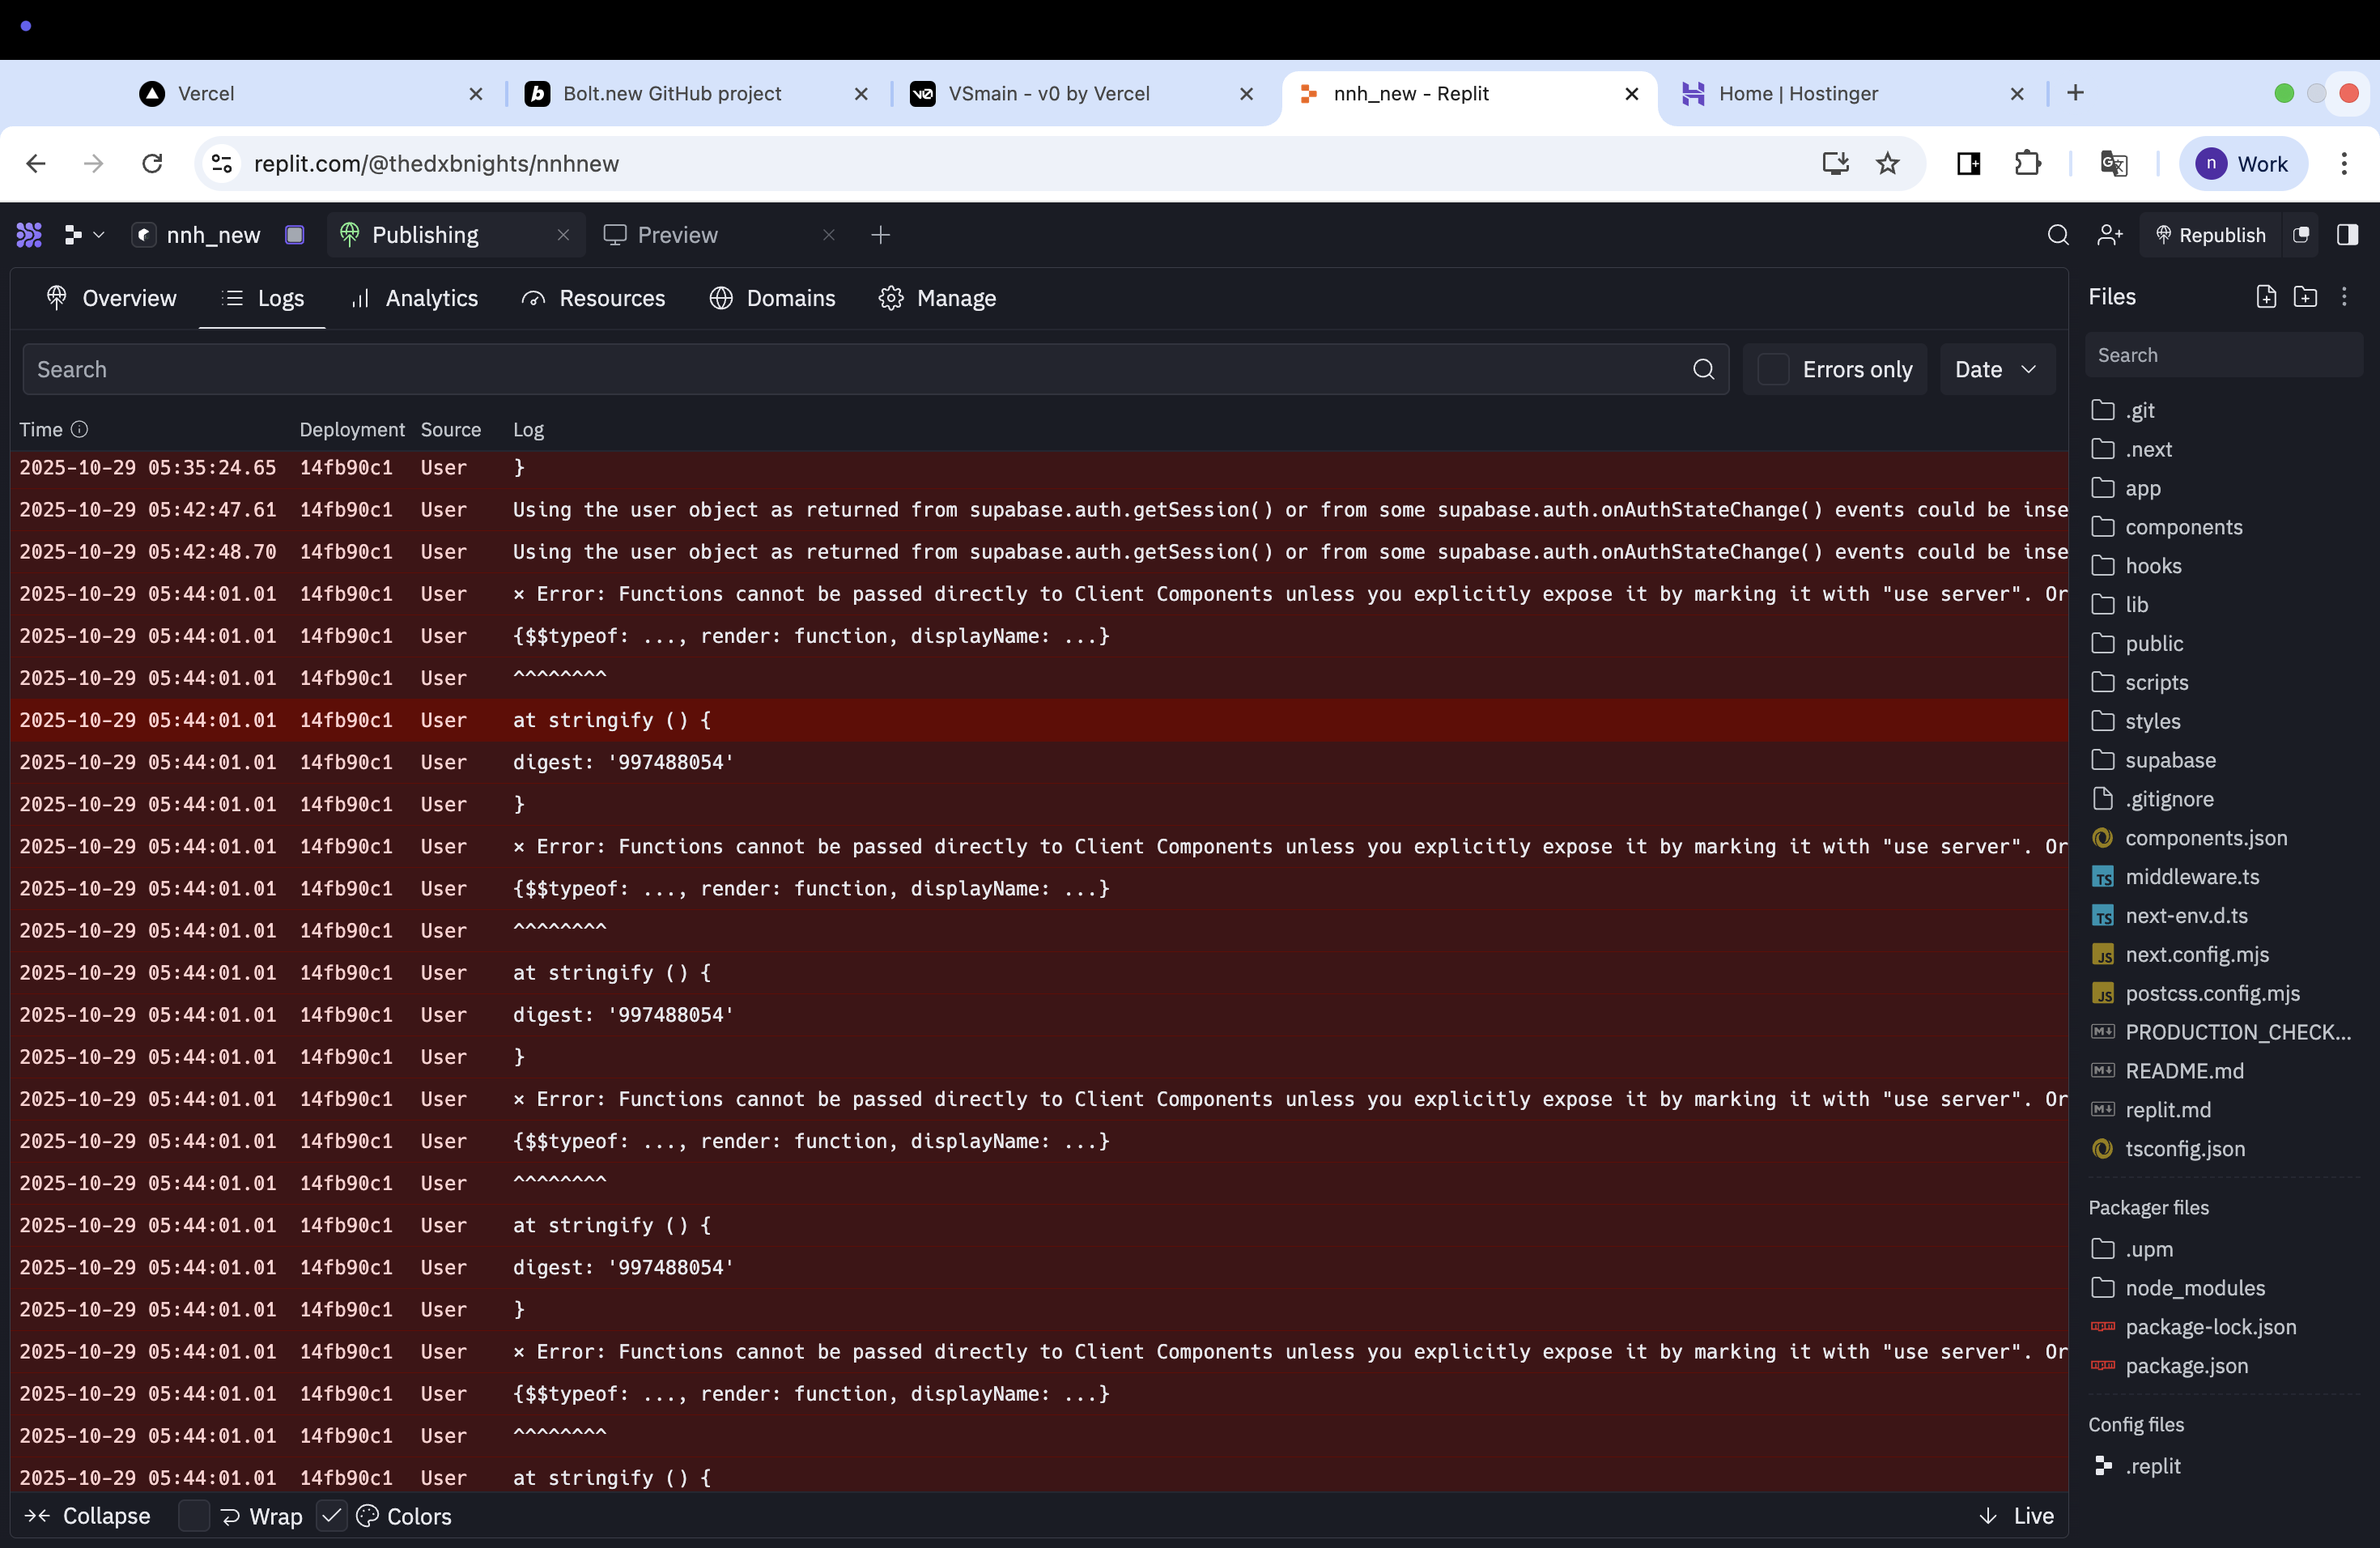 Vercel
Bolt.new GitHub project
VSmain - v0 by Vercel
nnh_new - Replit
Home | Hostinger
replit.com/@thedxbnights/nnhnew
n Work
nnh_new
Publishing
Preview
Republish
Overview
Logs
Analytics
Resources
Domains
Manage
Search
Errors only
Date
Time Deployment Source Log
2025-10-29 05:35:24.65 14fb90c1 User }
2025-10-29 05:42:47.61 14fb90c1 User Using the user object as returned from supabase.auth.getSession() or from some supabase.auth.onAuthStateChange() events could be inse
2025-10-29 05:42:48.70 14fb90c1 User Using the user object as returned from supabase.auth.getSession() or from some supabase.auth.onAuthStateChange() events could be inse
2025-10-29 05:44:01.01 14fb90c1 User × Error: Functions cannot be passed directly to Client Components unless you explicitly expose it by marking it with "use server". Or
2025-10-29 05:44:01.01 14fb90c1 User {$$typeof: ..., render: function, displayName: ...}
2025-10-29 05:44:01.01 14fb90c1 User ^^^^^^^^
2025-10-29 05:44:01.01 14fb90c1 User at stringify () {
2025-10-29 05:44:01.01 14fb90c1 User digest: '997488054'
2025-10-29 05:44:01.01 14fb90c1 User }
2025-10-29 05:44:01.01 14fb90c1 User × Error: Functions cannot be passed directly to Client Components unless you explicitly expose it by marking it with "use server". Or
2025-10-29 05:44:01.01 14fb90c1 User {$$typeof: ..., render: function, displayName: ...}
2025-10-29 05:44:01.01 14fb90c1 User ^^^^^^^^
2025-10-29 05:44:01.01 14fb90c1 User at stringify () {
2025-10-29 05:44:01.01 14fb90c1 User digest: '997488054'
2025-10-29 05:44:01.01 14fb90c1 User }
2025-10-29 05:44:01.01 14fb90c1 User × Error: Functions cannot be passed directly to Client Components unless you explicitly expose it by marking it with "use server". Or
2025-10-29 05:44:01.01 14fb90c1 User {$$typeof: ..., render: function, displayName: ...}
2025-10-29 05:44:01.01 14fb90c1 User ^^^^^^^^
2025-10-29 05:44:01.01 14fb90c1 User at stringify () {
2025-10-29 05:44:01.01 14fb90c1 User digest: '997488054'
2025-10-29 05:44:01.01 14fb90c1 User }
2025-10-29 05:44:01.01 14fb90c1 User × Error: Functions cannot be passed directly to Client Components unless you explicitly expose it by marking it with "use server". Or
2025-10-29 05:44:01.01 14fb90c1 User {$$typeof: ..., render: function, displayName: ...}
2025-10-29 05:44:01.01 14fb90c1 User ^^^^^^^^
2025-10-29 05:44:01.01 14fb90c1 User at stringify () {
Collapse
Wrap
Colors
Live
Files
Search
.git
.next
app
components
hooks
lib
public
scripts
styles
supabase
.gitignore
components.json
middleware.ts
next-env.d.ts
next.config.mjs
postcss.config.mjs
PRODUCTION_CHECK...
README.md
replit.md
tsconfig.json
Packager files
.upm
node_modules
package-lock.json
package.json
Config files
.replit